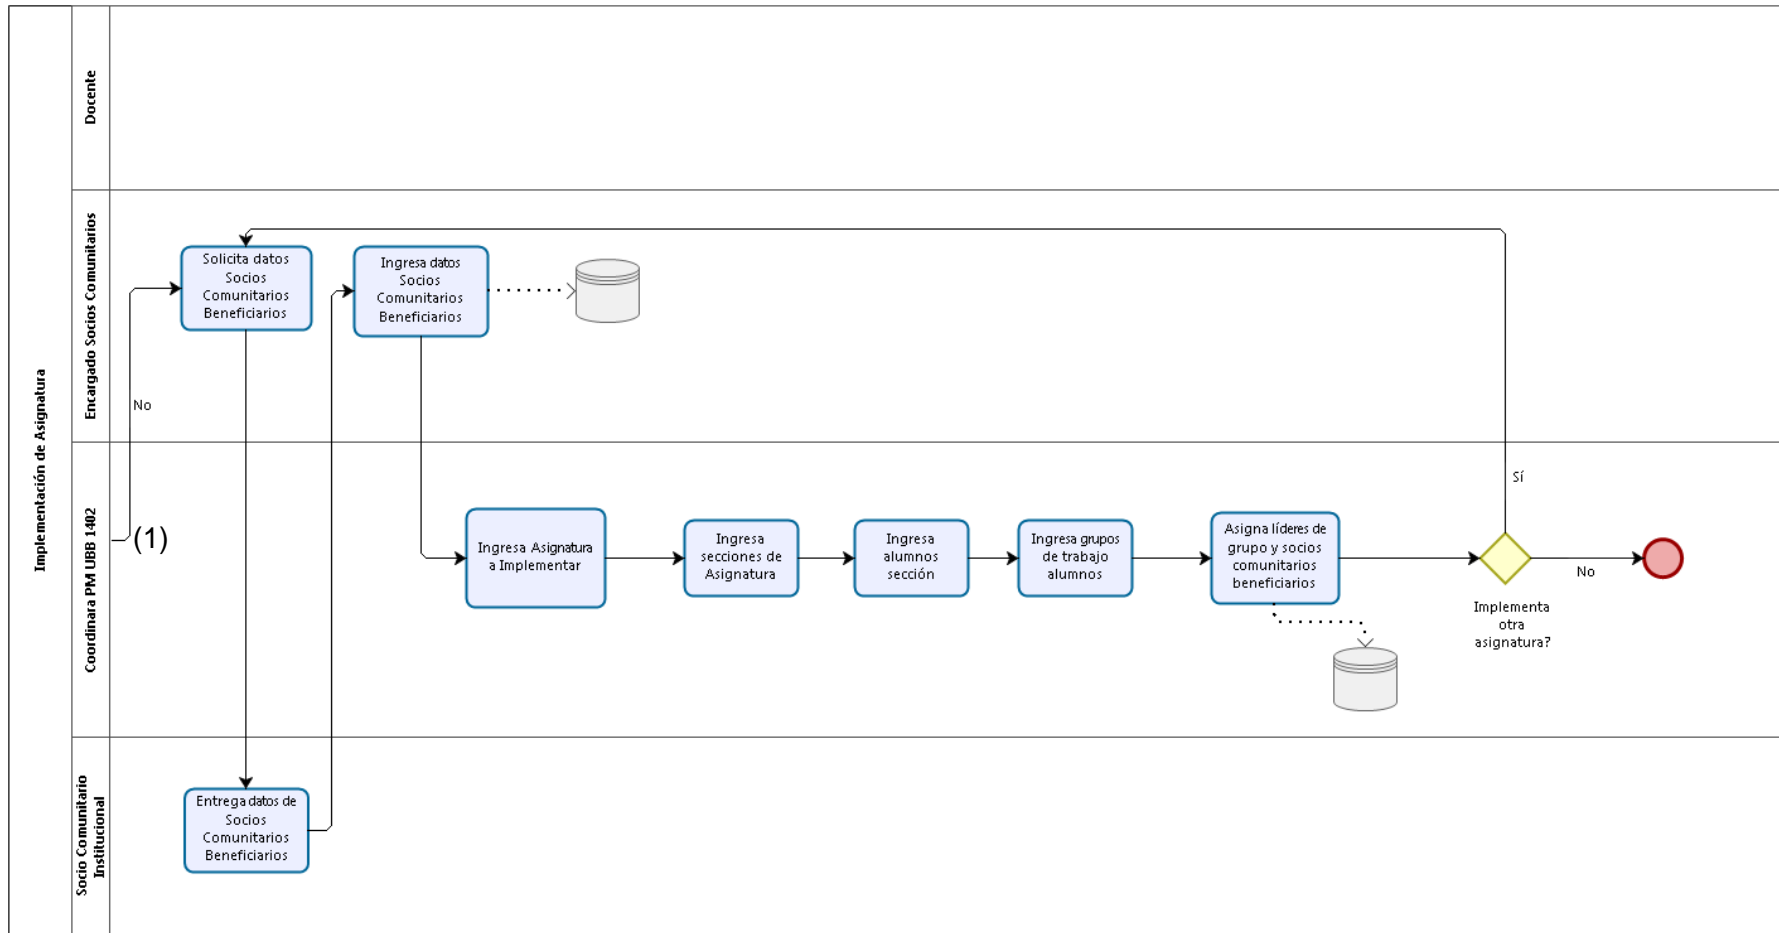 Implementación de Asignatura
Docente
Encargado Socios Comunitarios
Solicita datos
Socios
Comunitarios
Beneficiarios
Ingresa datos
Socios
Comunitarios
Beneficiarios
No
Coordinara PM UBB 1402
(1)
Ingresa Asignatura
a Implementar
Ingresa
secciones de
Asignatura
Ingresa
alumnos
sección
Ingresa grupos
de trabajo
alumnos
Asigna líderes de
grupo y socios
comunitarios
beneficiarios
Sí
No
Implementa
otra
asignatura?
Socio Comunitario
Institucional
Entrega datos de
Socios
Comunitarios
Beneficiarios